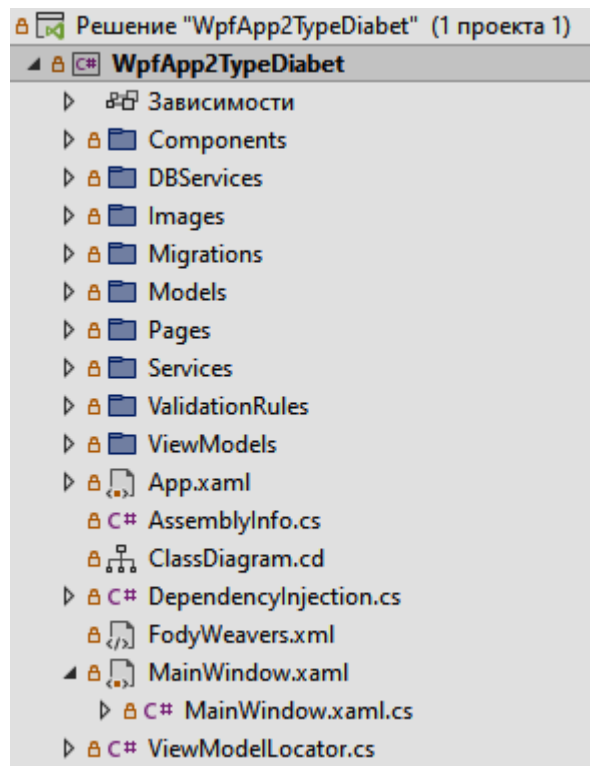 Решение "WpfApp2TypeDiabet" (1 проекта 1)
C# WpfApp2TypeDiabet
Зависимости
Components
DBServices
Images
Migrations
Models
Pages
Services
ValidationRules
ViewModels
App.xaml
C# AssemblyInfo.cs
ClassDiagram.cd
C# DependencyInjection.cs
FodyWeavers.xml
MainWindow.xaml
C# MainWindow.xaml.cs
C# ViewModelLocator.cs